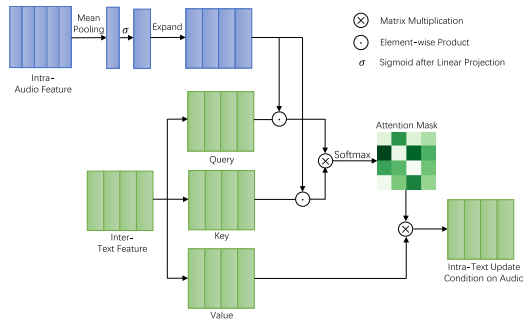 Mean
Pooling
σ
Expand
Intra-
Audio Feature
Matrix Multiplication
Element-wise Product
σ Sigmoid after Linear Projection
Query
Softmax
Attention Mask
Inter-
Text Feature
Key
Value
Intra-Text Update
Condition on Audio